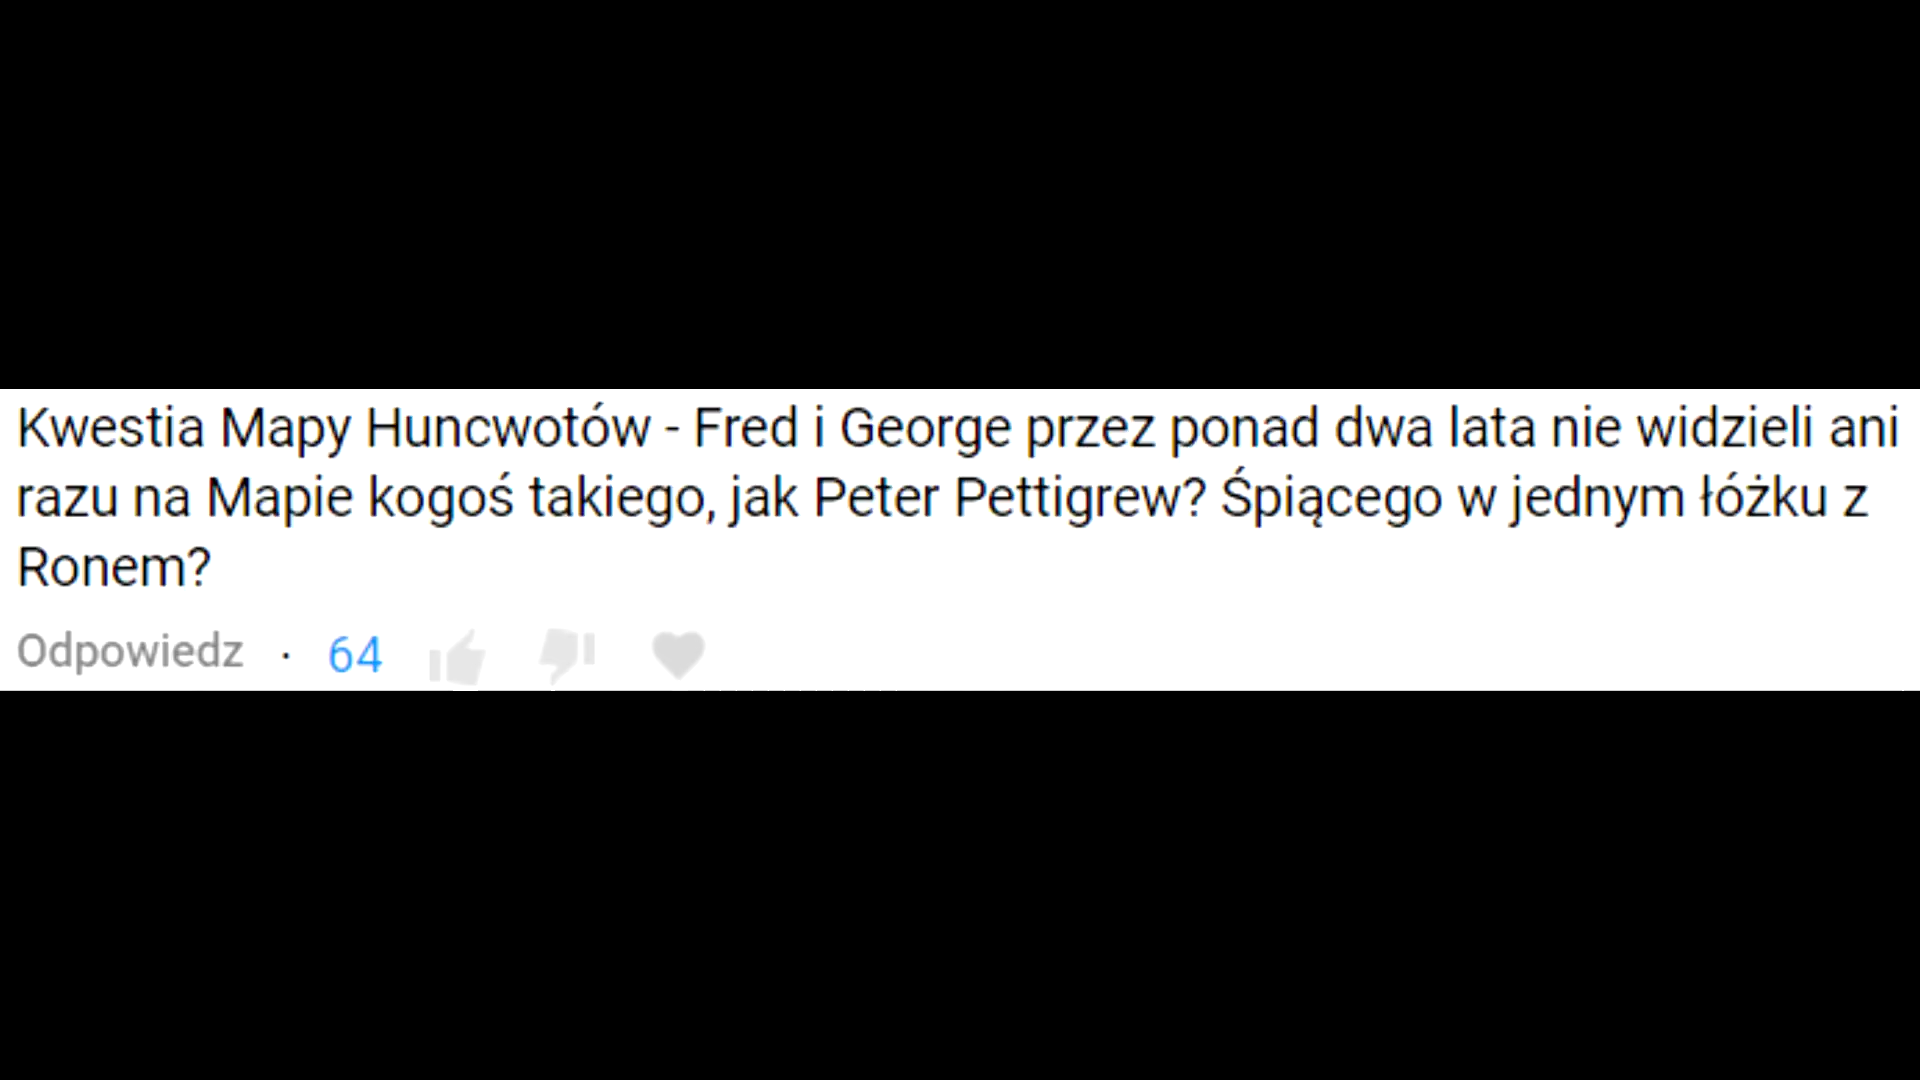 Kwestia Mapy Huncwotów - Fred i George przez ponad dwa lata nie widzieli ani
razu na Mapie kogoś takiego, jak Peter Pettigrew? Śpiącego w jednym łóżku z
Ronem?
Odpowiedz · 64